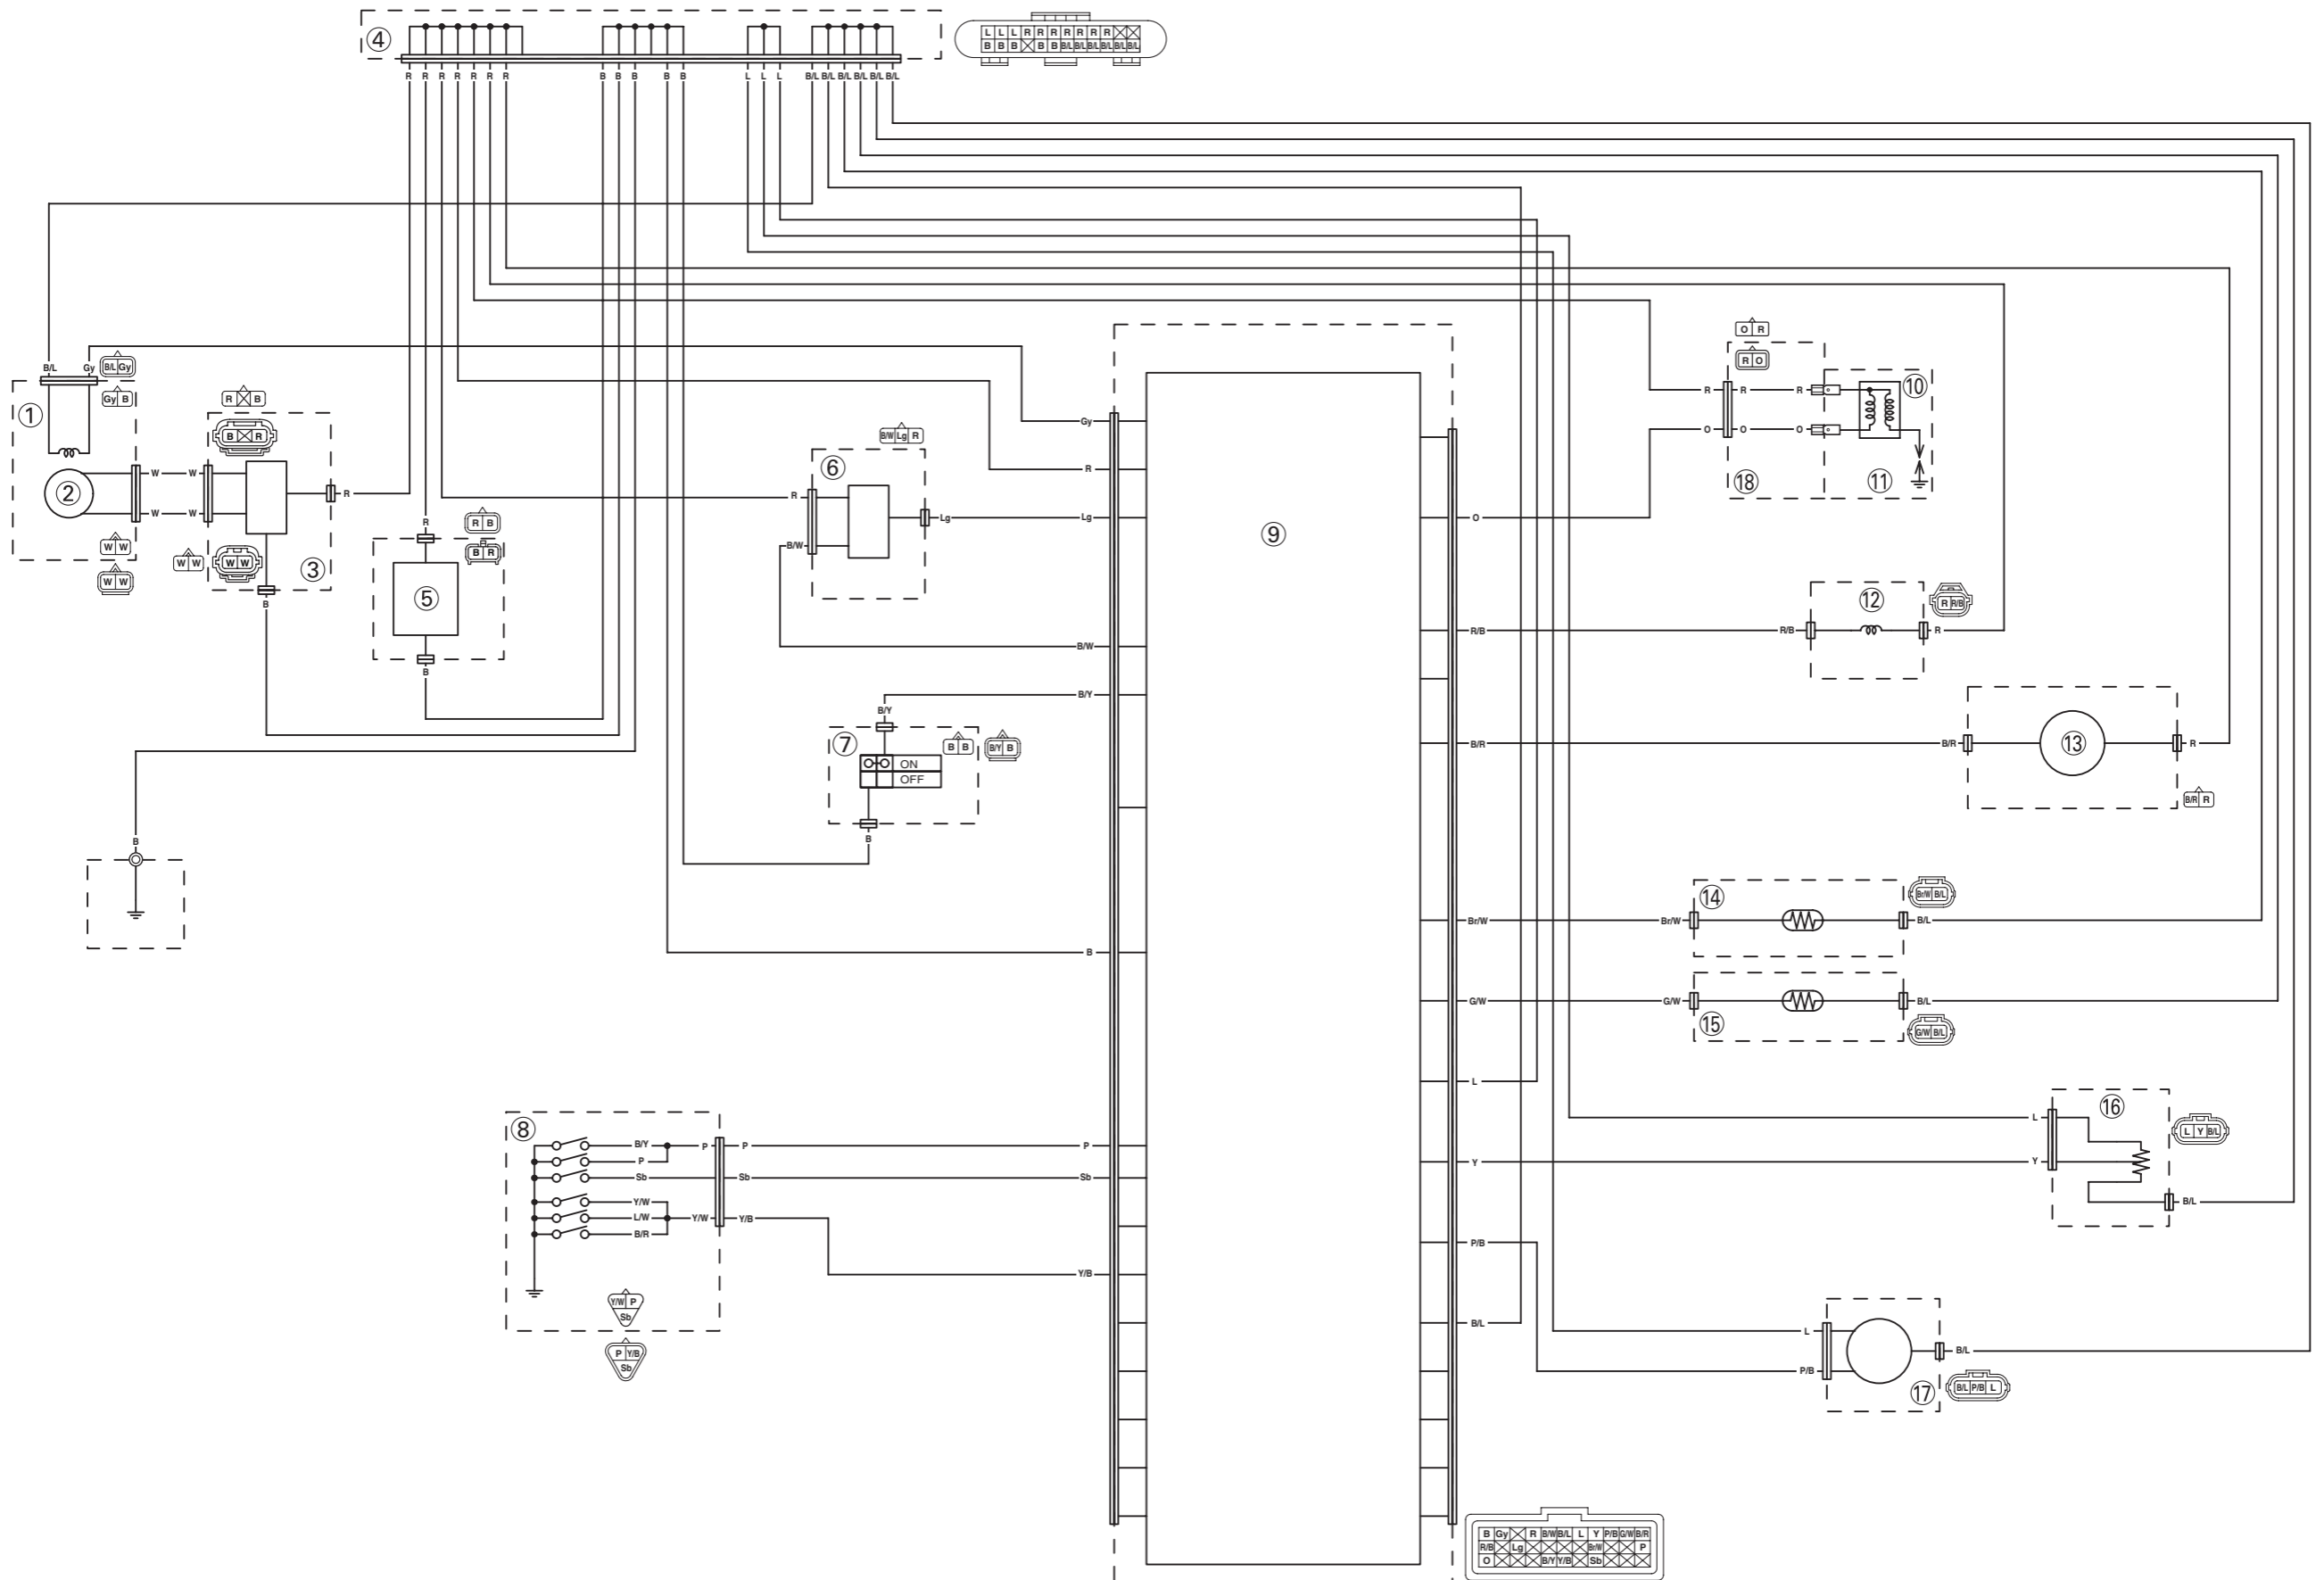 ④
L L L R R R R R R R
B B B B B B/L B/L B/L B/L B/L B/L
R R R R R R R B B B B B L L L B/L B/L B/L B/L B/L B/L
B/L Gy
B/L Gy
Gy B
①
②
W W
W W
W W
W W
R B
B R
R
W W
W W
③
B
R
R B
B R
⑤
B
B
B/W Lg R
⑥
R
Lg
B/W
B/Y
⑦
B B
B/Y B
ON
OFF
B
⑧
B/Y
P
Sb
Y/W
L/W
B/R
P P
Sb
Y/W Y/B
Y/W P
Sb
P Y/B
Sb
⑨
Gy
R
Lg
B/W
B/Y
B
P
Sb
Y/B
O
R/B
B/R
Br/W
G/W
L
Y
P/B
B/L
O R
R O
R R R
O O O
⑩
⑪
⑱
⑫
R R/B
R/B R
⑬
B/R R
B/R R
⑭
Br/W B/L
Br/W B/L
G/W B/L
⑮
G/W B/L
⑯
L
Y
L Y B/L
B/L
L
P/B
B/L
⑰
B/L P/B L
B Gy R B/W B/L L Y P/B G/W B/R
R/B Lg Br/W P
O B/Y Y/B Sb